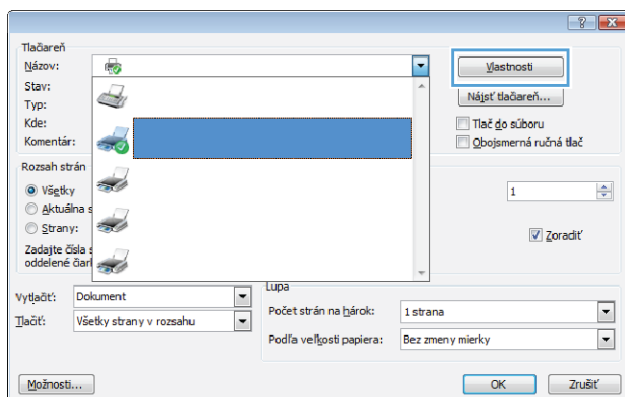 Tlačiareň
Názov:
Vlastnosti
Stav:
Nájsť tlačiareň...
Typ:
Kde:
Tlač do súboru
Komentár:
Obojsmerná ručná tlač
Rozsah strán
Všetky
1
Aktuálna s
Strany:
Zoradiť
Zadajte čísla s
oddelené čiark
Vytlačiť: Dokument
Tlačiť: Všetky strany v rozsahu
Lupa
Počet strán na hárok: 1 strana
Podľa veľkosti papiera: Bez zmeny mierky
Možnosti...
OK
Zrušiť